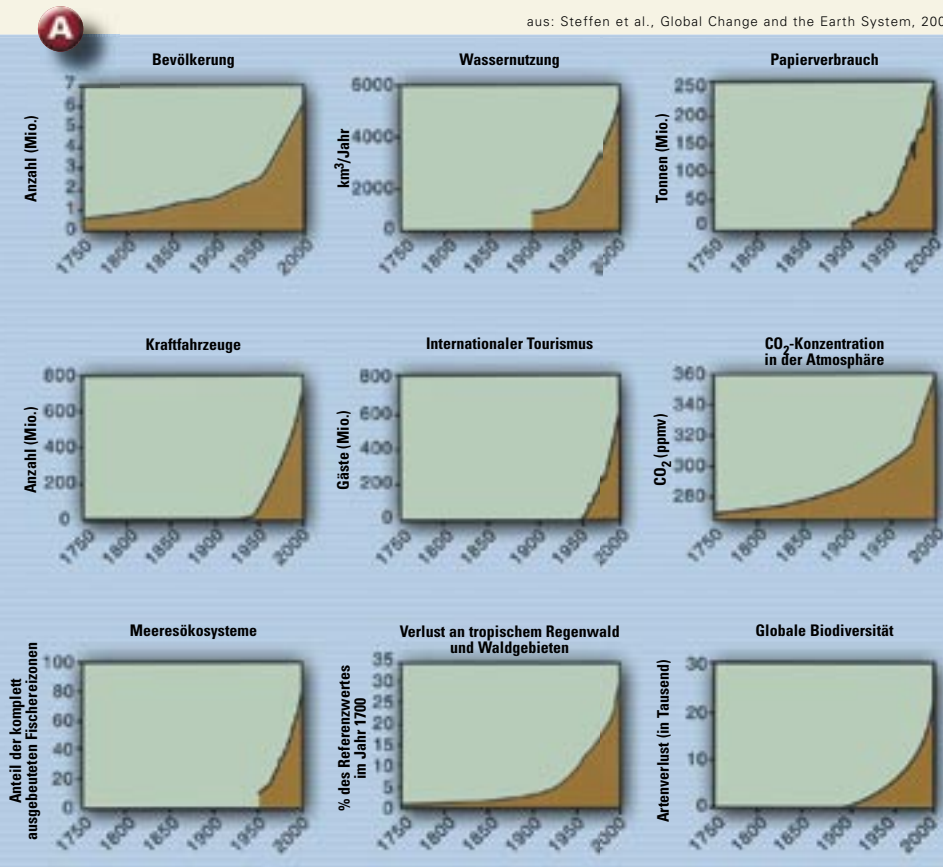 A
aus: Steffen et al., Global Change and the Earth System, 200
Bevölkerung
Anzahl (Mio.)
7
6
5
4
3
2
1
0
1750 1800 1850 1900 1950 2000
Wassernutzung
km³/Jahr
6000
4000
2000
0
1750 1800 1850 1900 1950 2000
Papierverbrauch
Tonnen (Mio.)
250
200
150
100
50
0
1750 1800 1850 1900 1950 2000
Kraftfahrzeuge
Anzahl (Mio.)
800
600
400
200
0
1750 1800 1850 1900 1950 2000
Internationaler Tourismus
Gäste (Mio.)
800
600
400
200
0
1750 1800 1850 1900 1950 2000
CO₂-Konzentration
in der Atmosphäre
CO₂ (ppmv)
360
340
320
300
280
1750 1800 1850 1900 1950 2000
Meeresökosysteme
Anteil der komplett
ausgebeuteten Fischereizonen
100
80
60
40
20
0
1750 1800 1850 1900 1950 2000
Verlust an tropischem Regenwald
und Waldgebieten
% des Referenzwertes
im Jahr 1700
35
30
25
20
15
10
5
0
1750 1800 1850 1900 1950 2000
Globale Biodiversität
Artenverlust (in Tausend)
30
20
10
0
1750 1800 1850 1900 1950 2000